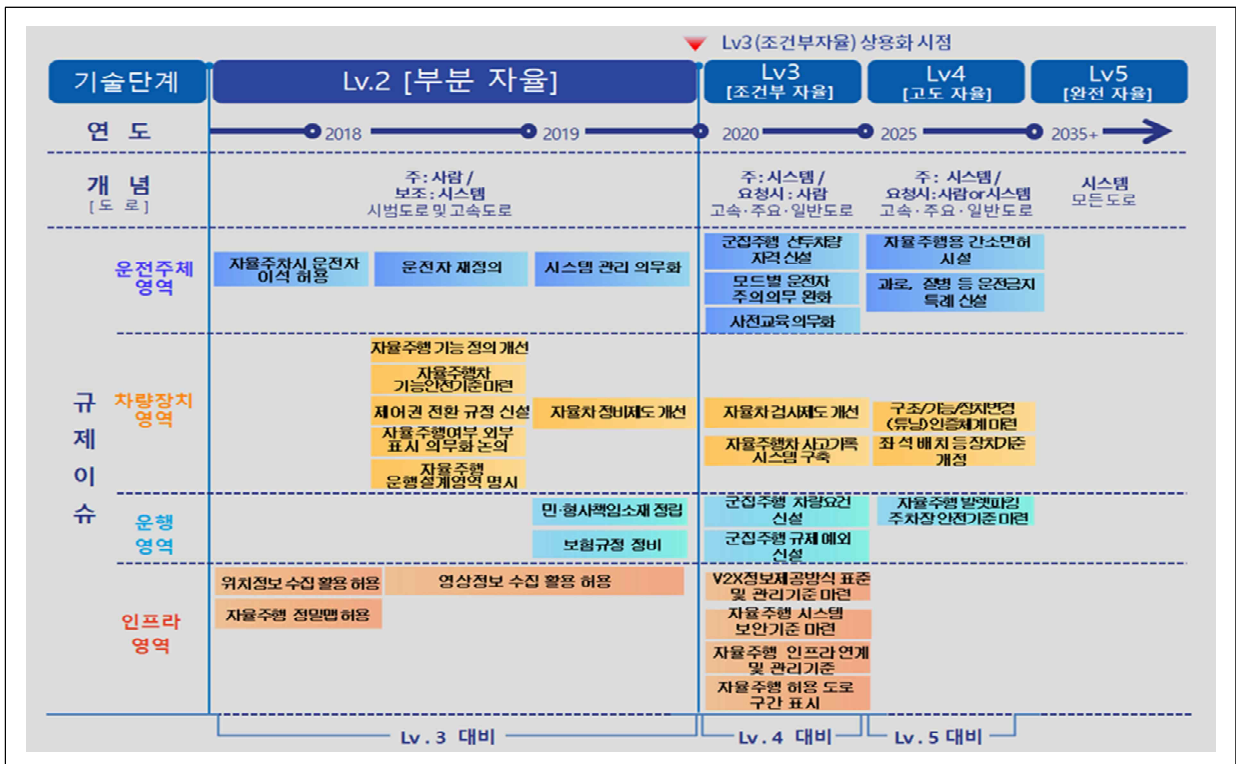 Lv3(조건부자율) 상용화 시점
기술단계
Lv.2 [부분 자율]
Lv3
[조건부 자율]
Lv4
[고도 자율]
Lv5
[완전 자율]
연 도
2018
2019
2020
2025
2035+
개 념
[도 로]
주: 사람 /
보조: 시스템
시범도로 및 고속도로
주: 시스템 /
요청시: 사람
고속·주요·일반도로
주: 시스템/
요청시:사람or시스템
고속·주요·일반도로
시스템
모든도로
규
제
이
슈
운전주체
영역
자율주차시 운전자
이석 허용
운전자 재정의
시스템 관리 의무화
군집주행 선두차량
자격 신설
모드별 운전자
주의의무 완화
사전교육 의무화
자율주행용 간소면허
시설
과로, 질병 등 운전금지
특례 신설
차량장치
영역
자율주행 기능 정의 개선
자율주행차
기능안전기준 마련
제어권 전환 규정 신설
자율주행여부 외부
표시 의무화 논의
자율주행
운행설계영역 명시
자율차 정비제도 개선
자율차 검사제도 개선
자율주행차 사고기록
시스템 구축
구조/기능/장치변경
(튜닝)인증체계 마련
좌석 배치 등 장치기준
개정
운행
영역
민·형사책임소재 정립
보험규정 정비
군집주행 차량요건
신설
군집주행 규제 예외
신설
자율주행 발렛파킹
주차장 안전기준 마련
인프라
영역
위치정보 수집 활용 허용
자율주행 정밀맵 허용
영상정보 수집 활용 허용
V2X정보제공방식 표준
및 관리기준 마련
자율주행 시스템
보안기준 마련
자율주행 인프라 연계
및 관리기준
자율주행 허용 도로
구간 표시
Lv.3 대비
Lv.4 대비
Lv.5 대비